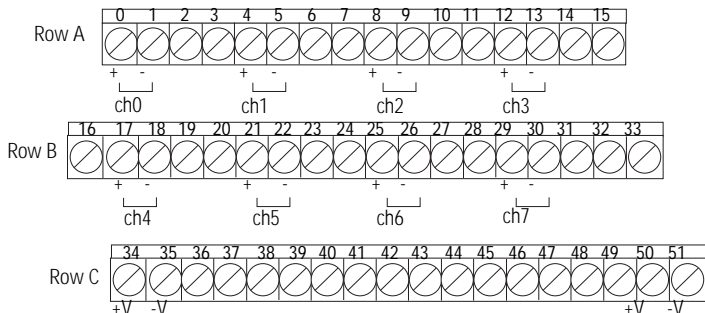 0 1 2 3 4 5 6 7 8 9 10 11 12 13 14 15
Row A
+ - + - + - + -
ch0 ch1 ch2 ch3
16 17 18 19 20 21 22 23 24 25 26 27 28 29 30 31 32 33
Row B
+ - + - + - + -
ch4 ch5 ch6 ch7
34 35 36 37 38 39 40 41 42 43 44 45 46 47 48 49 50 51
Row C
+V -V +V -V